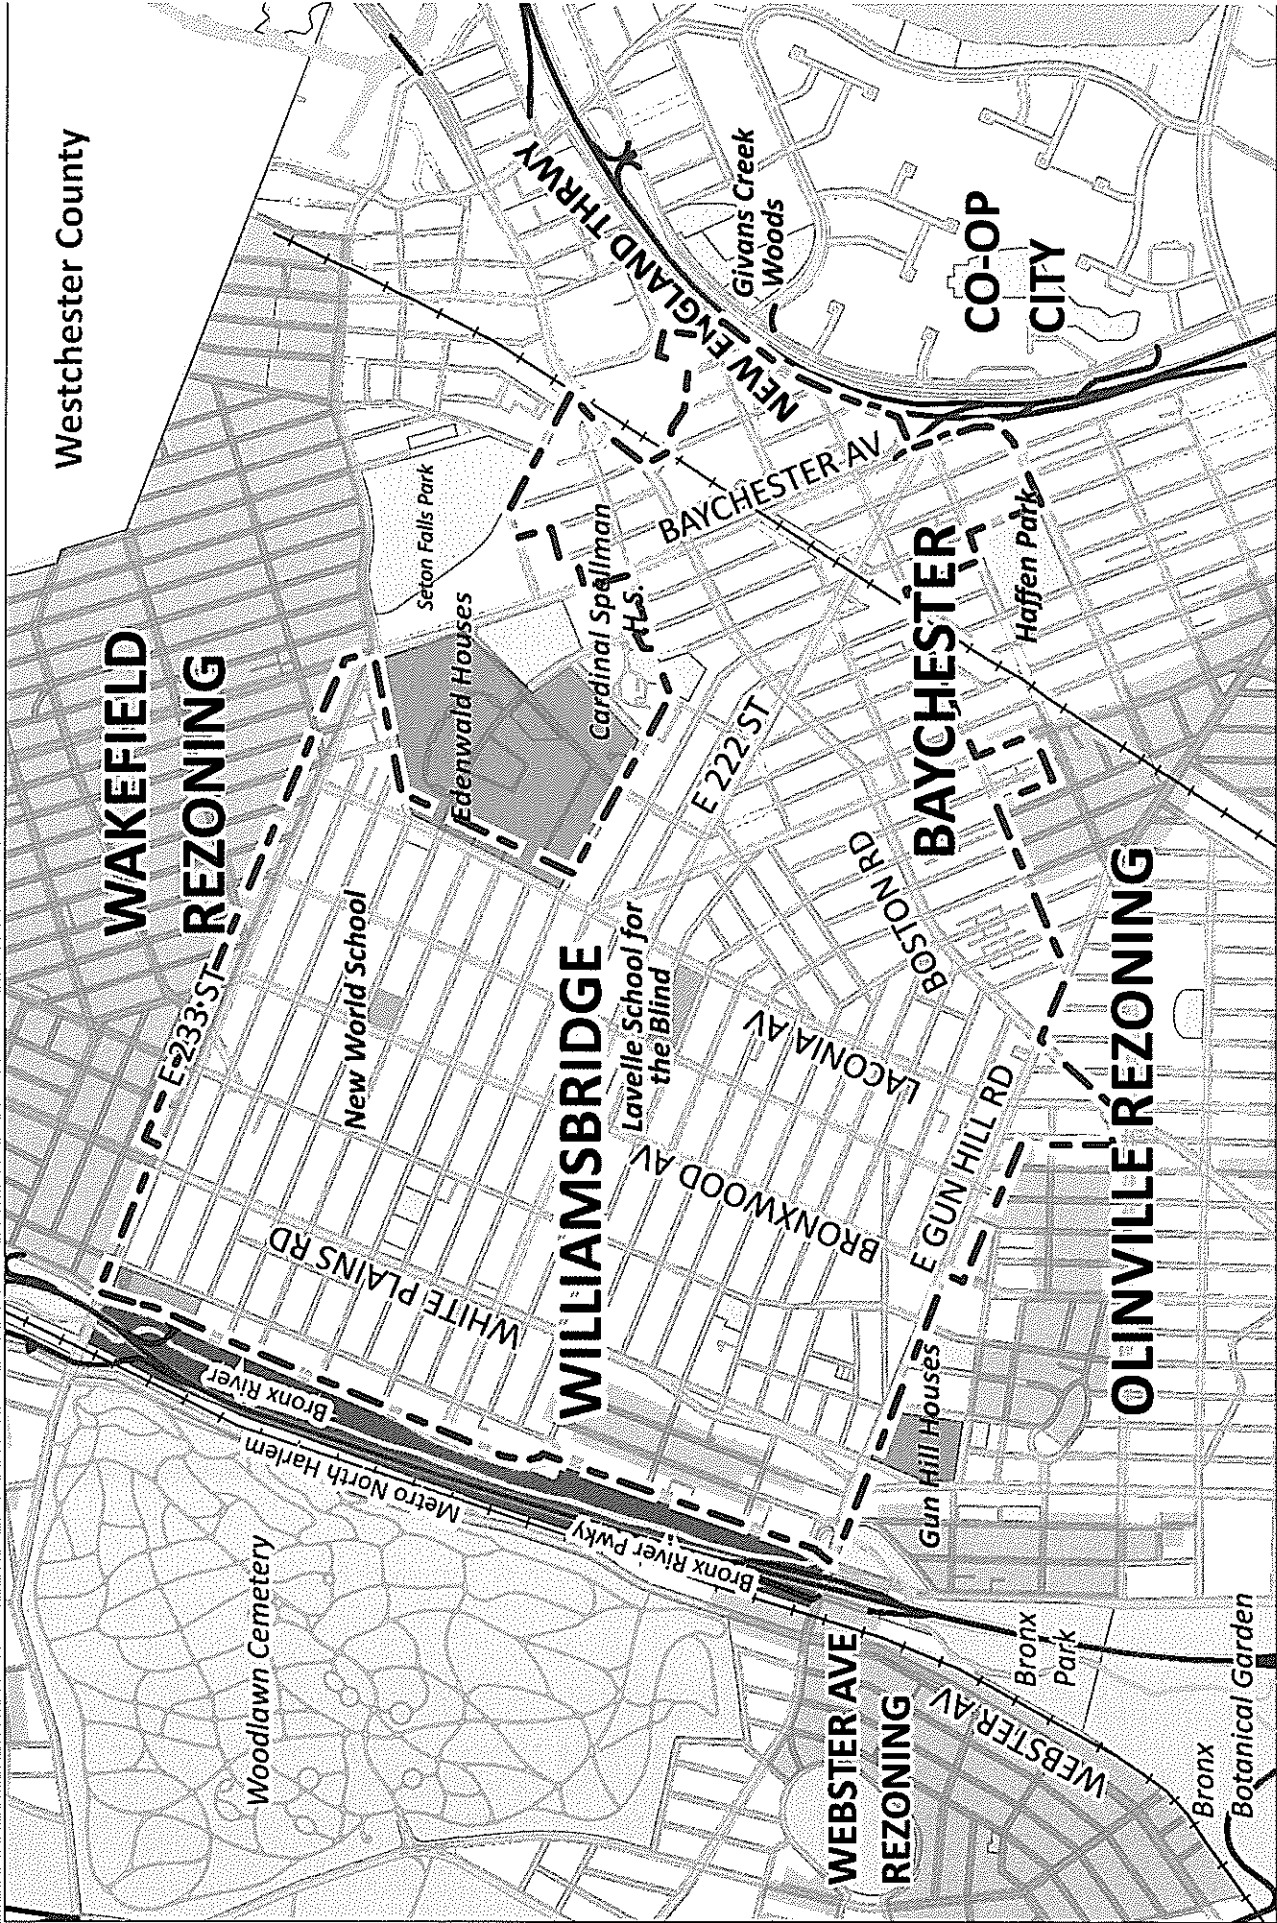 Westchester County
WAKEFIELD
REZONING
E 233 ST
Seton Falls Park
Edenwald Houses
New World School
Cardinal Spellman
H.S.
NEW ENGLAND THRWY
Givans Creek
Woods
CO-OP
CITY
BAYCHESTER AV
E 222 ST
WILLIAMSBRIDGE
Lavelle School for
the Blind
WHITE PLAINS RD
Bronx River
Metro North Harlem
Bronx River Pwky
Woodlawn Cemetery
BRONXWOOD AV
LACONIA AV
BOSTON RD
BAYCHESTER
Haffen Park
E GUN HILL RD
Gun Hill Houses
OLINVILLE REZONING
WEBSTER AVE
REZONING
WEBSTER AV
Bronx
Park
Bronx
Botanical Garden